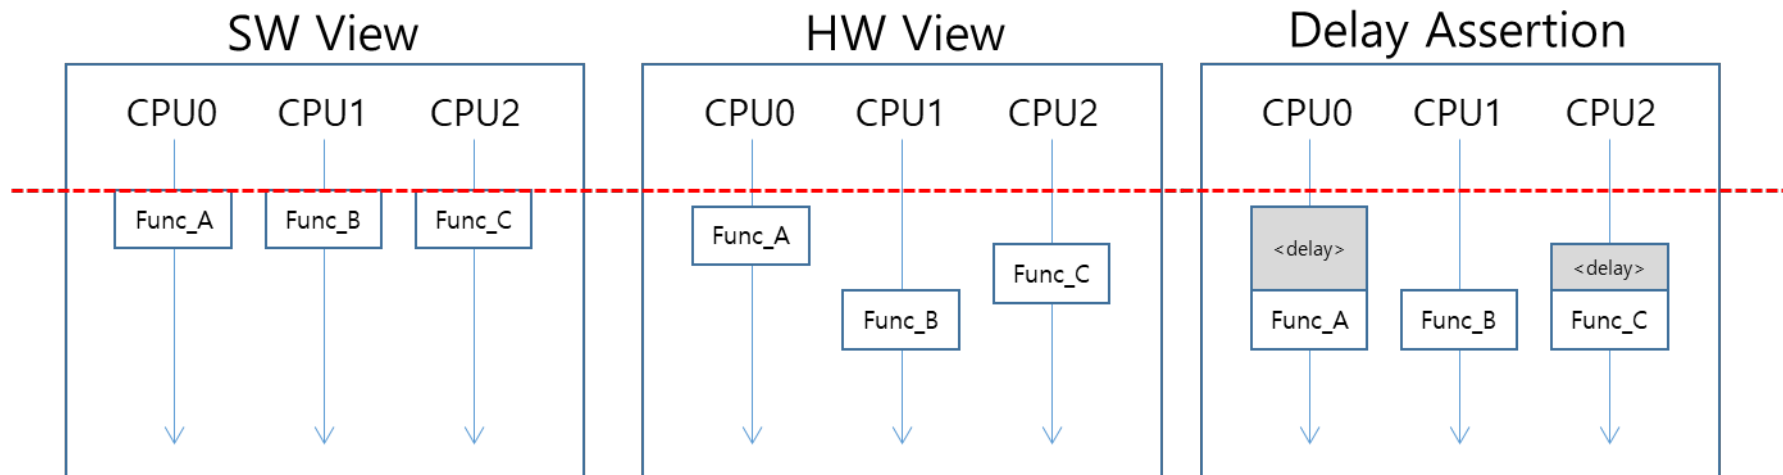 SW View
CPU0 CPU1 CPU2
Func_A Func_B Func_C
HW View
CPU0 CPU1 CPU2
Func_A
Func_C
Func_B
Delay Assertion
CPU0 CPU1 CPU2
<delay>
<delay>
Func_A Func_B Func_C